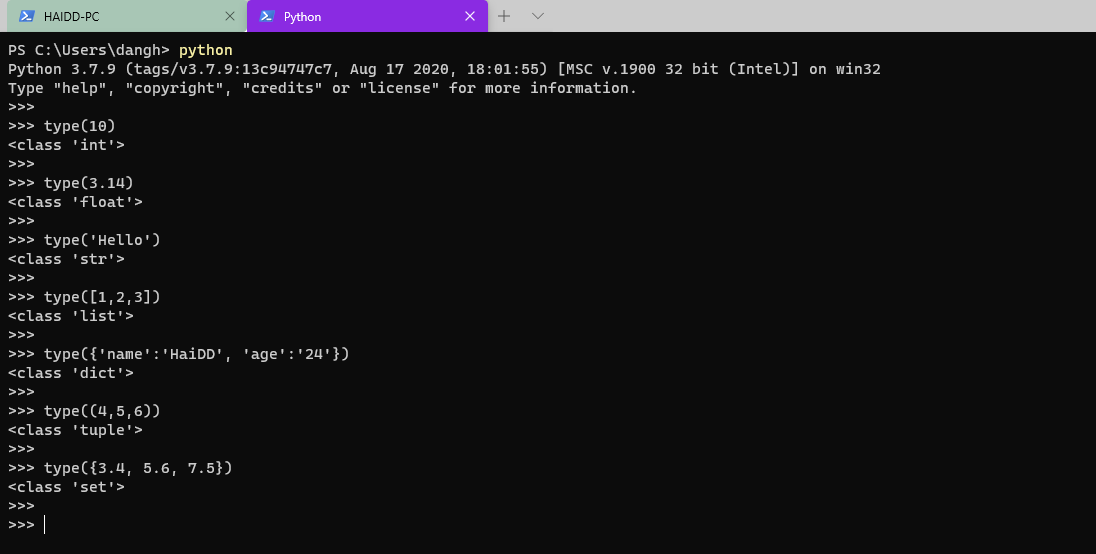 HAIDD-PC
Python
PS C:\Users\dangh> python
Python 3.7.9 (tags/v3.7.9:13c94747c7, Aug 17 2020, 18:01:55) [MSC v.1900 32 bit (Intel)] on win32
Type "help", "copyright", "credits" or "license" for more information.
>>>
>>> type(10)
<class 'int'>
>>>
>>> type(3.14)
<class 'float'>
>>>
>>> type('Hello')
<class 'str'>
>>>
>>> type([1,2,3])
<class 'list'>
>>>
>>> type({'name':'HaiDD', 'age':'24'})
<class 'dict'>
>>>
>>> type((4,5,6))
<class 'tuple'>
>>>
>>> type({3.4, 5.6, 7.5})
<class 'set'>
>>>
>>>